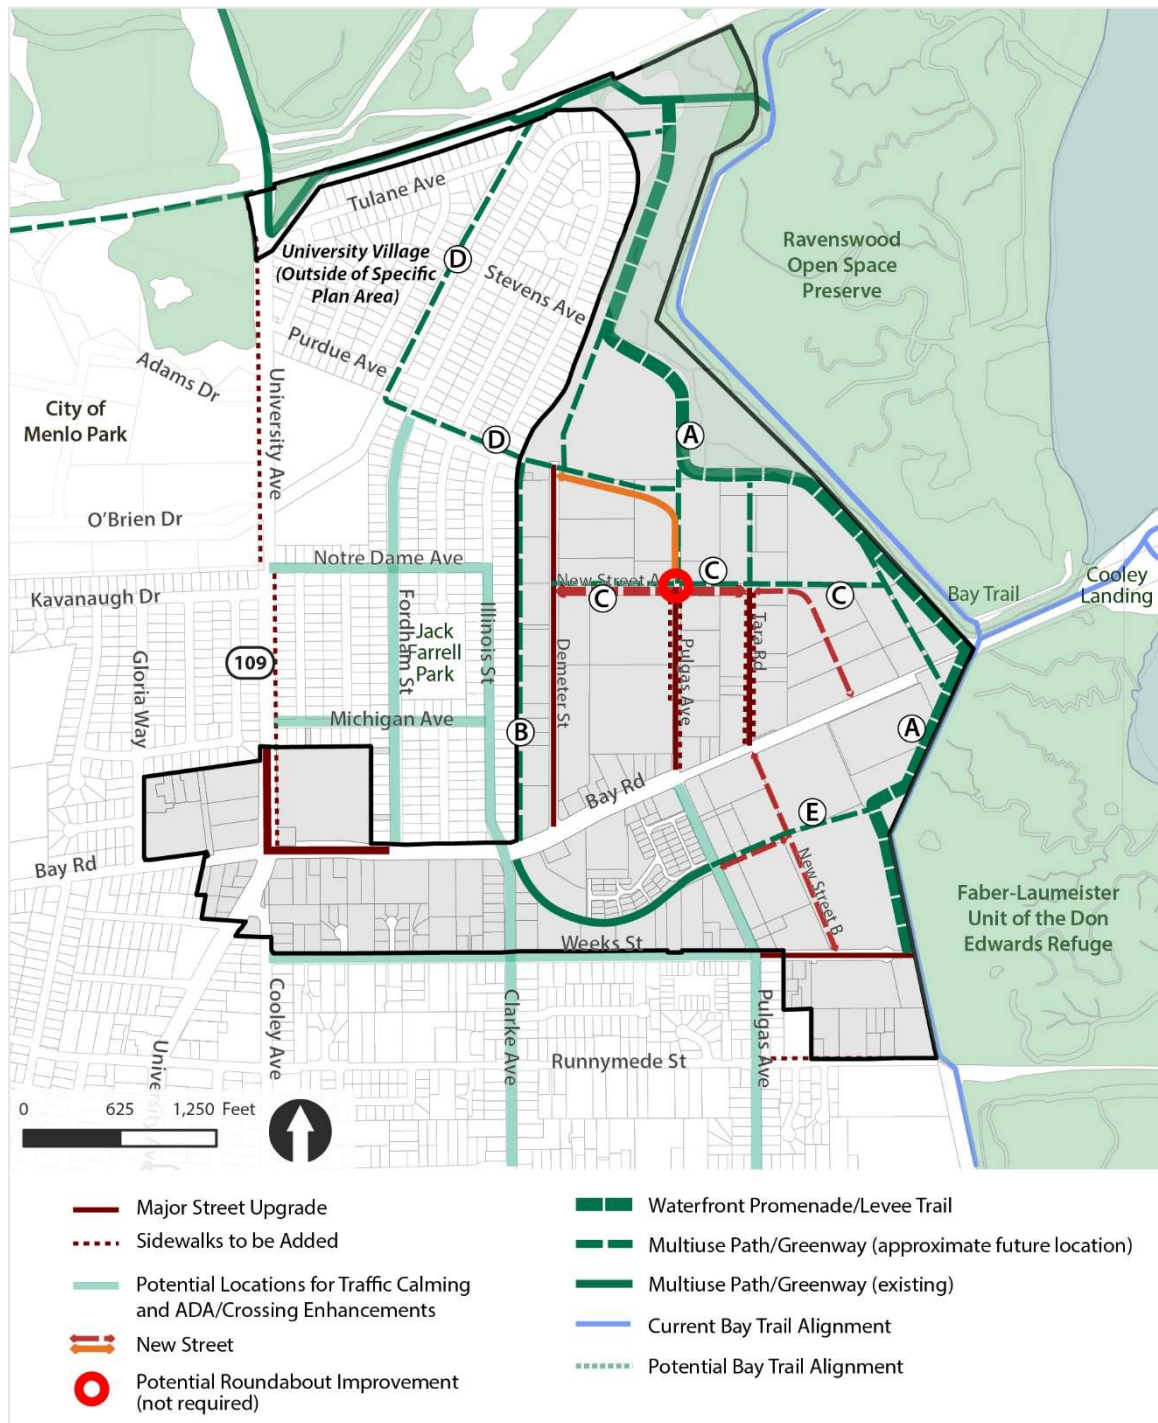 Tulane Ave
University Village
(Outside of Specific
Plan Area)
D
Stevens Ave
Ravenswood
Open Space
Preserve
Purdue Ave
Adams Dr
City of
Menlo Park
University Ave
D
A
O'Brien Dr
Notre Dame Ave
New Street A
C
C
C
Bay Trail
Cooley
Landing
Kavanaugh Dr
Gloria Way
109
Fordham St
Jack
Farrell
Park
Illinois St
Demeter St
Pulgas Ave
Tara Rd
Michigan Ave
B
A
Bay Rd
E
Bay Rd
New Street B
Weeks St
Faber-Laumeister
Unit of the Don
Edwards Refuge
Cooley Ave
Clarke Ave
Pulgas Ave
Runnymede St
University Ave
0 625 1,250 Feet
Major Street Upgrade
Sidewalks to be Added
Potential Locations for Traffic Calming
and ADA/Crossing Enhancements
New Street
Potential Roundabout Improvement
(not required)
Waterfront Promenade/Levee Trail
Multiuse Path/Greenway (approximate future location)
Multiuse Path/Greenway (existing)
Current Bay Trail Alignment
Potential Bay Trail Alignment